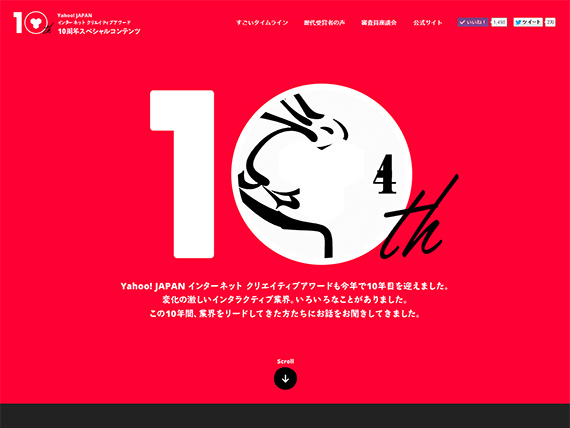 10th
Yahoo! JAPAN
インターネット クリエイティブアワード
10周年スペシャルコンテンツ
すごいタイムライン
歴代受賞者の声
審査員座談会
公式サイト
いいね!
ツイート
10
4
th
Yahoo! JAPAN インターネット クリエイティブアワードも今年で10年目を迎えました。
変化の激しいインタラクティブ業界。いろいろなことがありました。
この10年間、業界をリードしてきた方たちにお話をお聞きしてきました。
Scroll